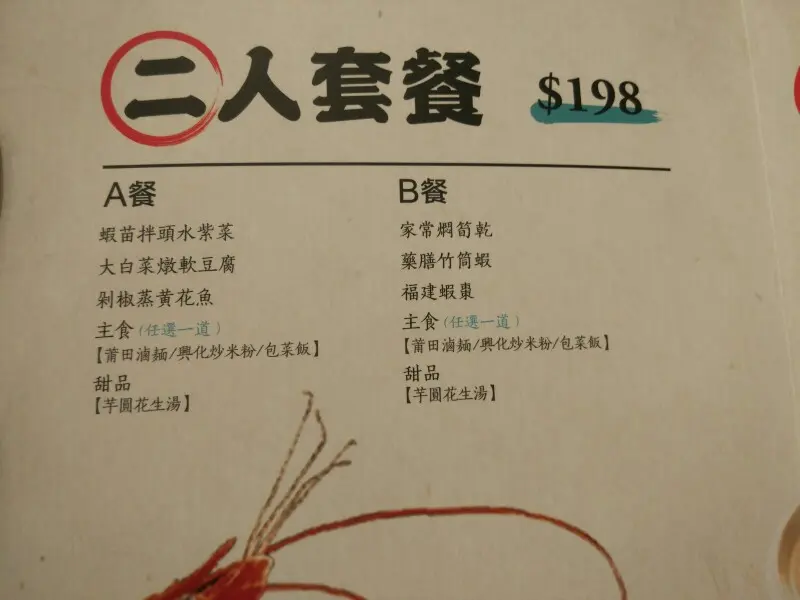 二人套餐 $198
A餐
蝦苗拌頭水紫菜
大白菜燉軟豆腐
剁椒蒸黄花魚
主食(任選一道)
【莆田滷麵/興化炒米粉/包菜飯】
甜品
【芋圓花生湯】
B餐
家常燜筍乾
藥膳竹筒蝦
福建蝦棗
主食(任選一道)
【莆田滷麵/興化炒米粉/包菜飯】
甜品
【芋圓花生湯】